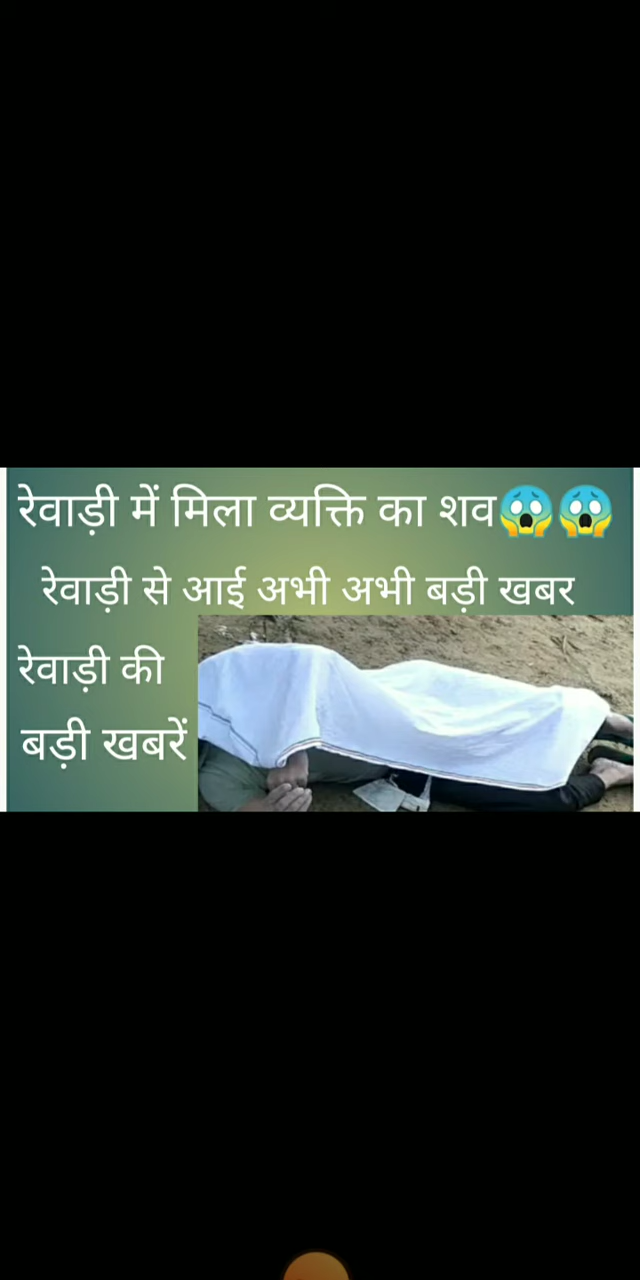 रेवाड़ी में मिला व्यक्ति का शव😱😱
रेवाड़ी से आई अभी अभी बड़ी खबर
रेवाड़ी की
बड़ी खबरें